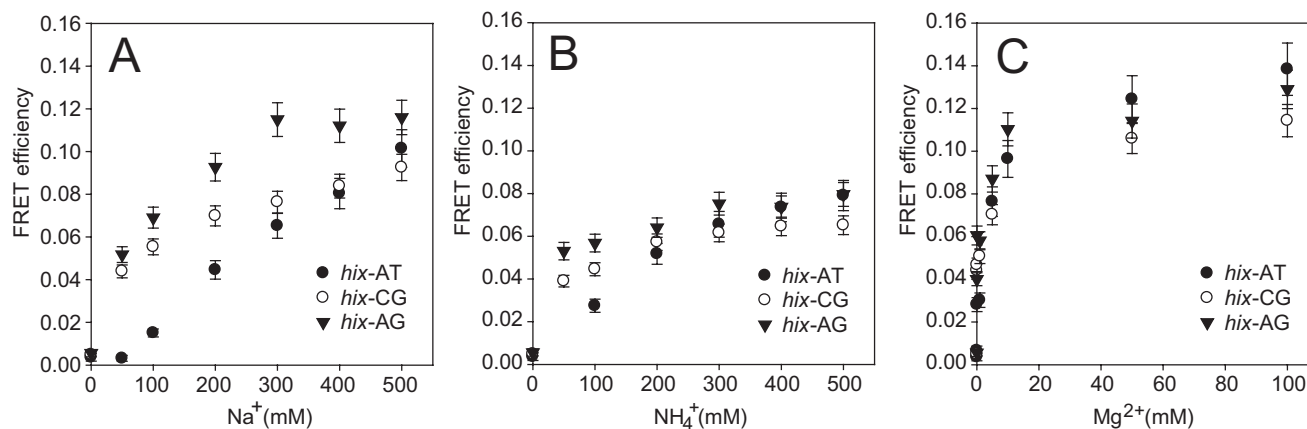 A
FRET efficiency
0.16
0.14
0.12
0.10
0.08
0.06
0.04
0.02
0.00
hix-AT
hix-CG
hix-AG
0 100 200 300 400 500
Na+(mM)
B
FRET efficiency
0.16
0.14
0.12
0.10
0.08
0.06
0.04
0.02
0.00
hix-AT
hix-CG
hix-AG
0 100 200 300 400 500
NH4+(mM)
C
FRET efficiency
0.16
0.14
0.12
0.10
0.08
0.06
0.04
0.02
0.00
hix-AT
hix-CG
hix-AG
0 20 40 60 80 100
Mg2+(mM)